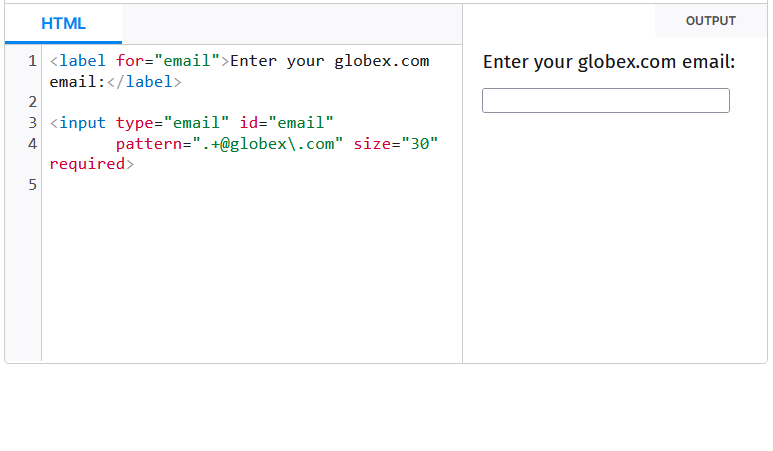 HTML
OUTPUT
1 <label for="email">Enter your globex.com
email:</label>
2
3 <input type="email" id="email"
4        pattern=".+@globex\.com" size="30"
required>
5
Enter your globex.com email: